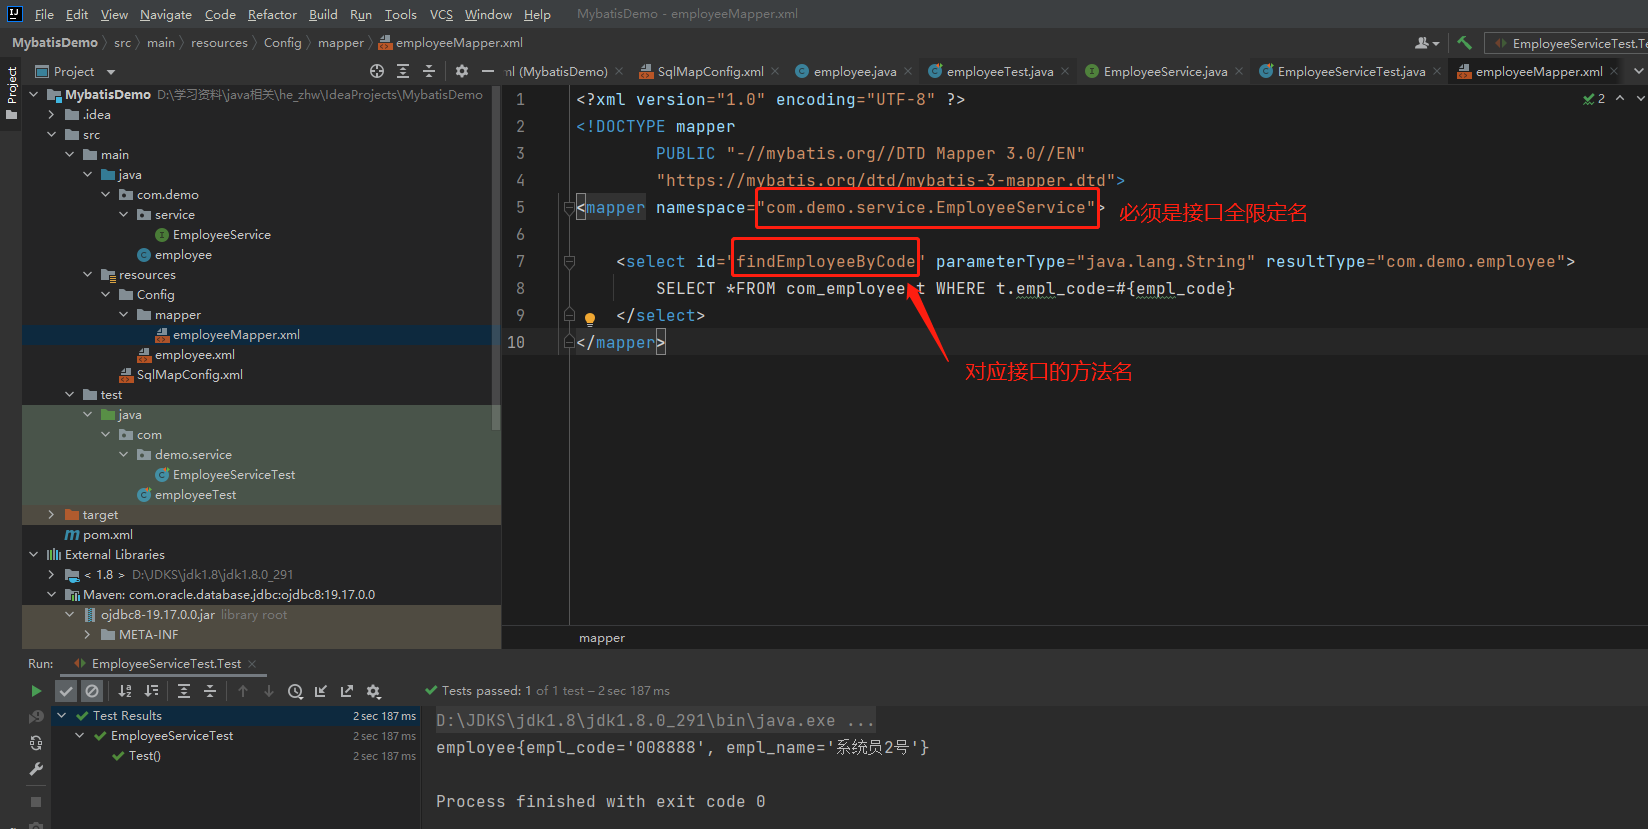 File Edit View Navigate Code Refactor Build Run Tools VCS Window Help MybatisDemo - employeeMapper.xml
MybatisDemo src main resources Config mapper employeeMapper.xml EmployeeServiceTest.Te
Project
Project ml (MybatisDemo) SqlMapConfig.xml employee.java employeeTest.java EmployeeService.java EmployeeServiceTest.java employeeMapper.xml
MybatisDemo D:\学习资料\java相关\he_zhw\IdeaProjects\MybatisDemo
.idea
src
main
java
com.demo
service
EmployeeService
employee
resources
Config
mapper
employeeMapper.xml
employee.xml
SqlMapConfig.xml
test
java
com
demo.service
EmployeeServiceTest
employeeTest
target
pom.xml
External Libraries
< 1.8 > D:\JDKS\jdk1.8\jdk1.8.0_291
Maven: com.oracle.database.jdbc:ojdbc8:19.17.0.0
ojdbc8-19.17.0.0.jar library root
META-INF
1 <?xml version="1.0" encoding="UTF-8" ?>
2
2 <!DOCTYPE mapper
3 PUBLIC "-//mybatis.org//DTD Mapper 3.0//EN"
4 "https://mybatis.org/dtd/mybatis-3-mapper.dtd">
5 <mapper namespace="com.demo.service.EmployeeService">
必须是接口全限定名
6
7 <select id="findEmployeeByCode" parameterType="java.lang.String" resultType="com.demo.employee">
8 SELECT *FROM com_employee t WHERE t.empl_code=#{empl_code}
9 </select>
10 </mapper>
对应接口的方法名
mapper
Run: EmployeeServiceTest.Test
Tests passed: 1 of 1 test – 2 sec 187 ms
Test Results 2 sec 187 ms
EmployeeServiceTest 2 sec 187 ms
Test() 2 sec 187 ms
D:\JDKS\jdk1.8\jdk1.8.0_291\bin\java.exe ...
employee{empl_code='008888', empl_name='系统员2号'}
Process finished with exit code 0